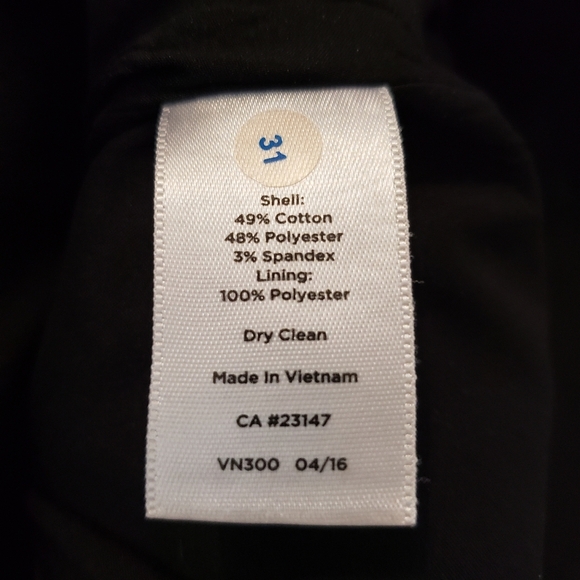 31
Shell:
49% Cotton
48% Polyester
3% Spandex
Lining:
100% Polyester
Dry Clean
Made In Vietnam
CA #23147
VN300 04/16